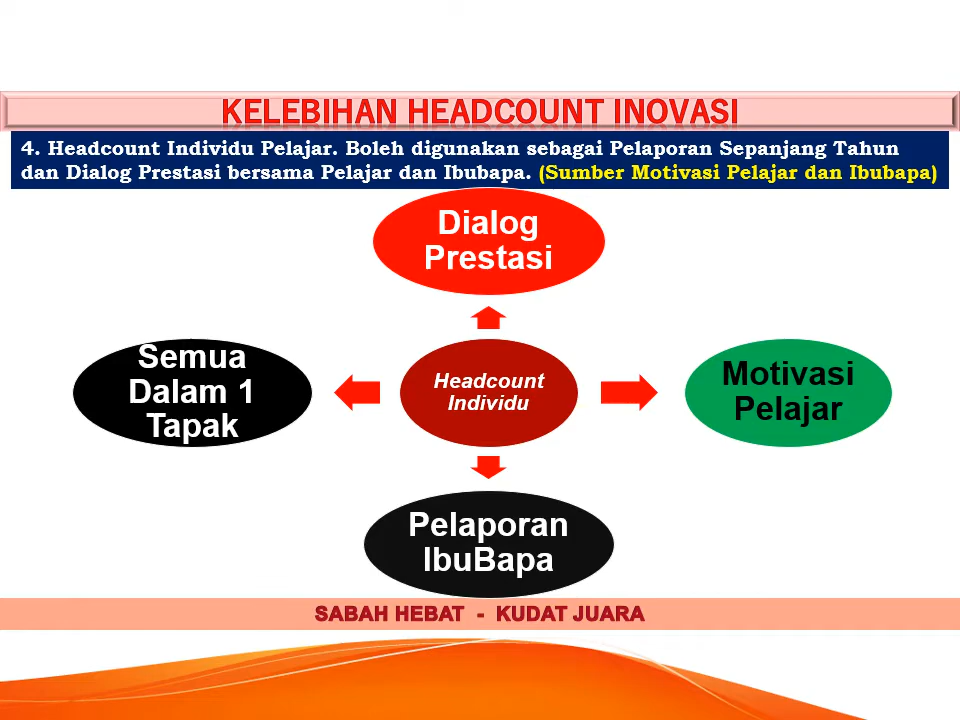 KELEBIHAN HEADCOUNT INOVASI
4. Headcount Individu Pelajar. Boleh digunakan sebagai Pelaporan Sepanjang Tahun
dan Dialog Prestasi bersama Pelajar dan Ibubapa. (Sumber Motivasi Pelajar dan Ibubapa)
Dialog
Prestasi
Semua
Dalam 1
Tapak
Headcount
Individu
Motivasi
Pelajar
Pelaporan
IbuBapa
SABAH HEBAT - KUDAT JUARA